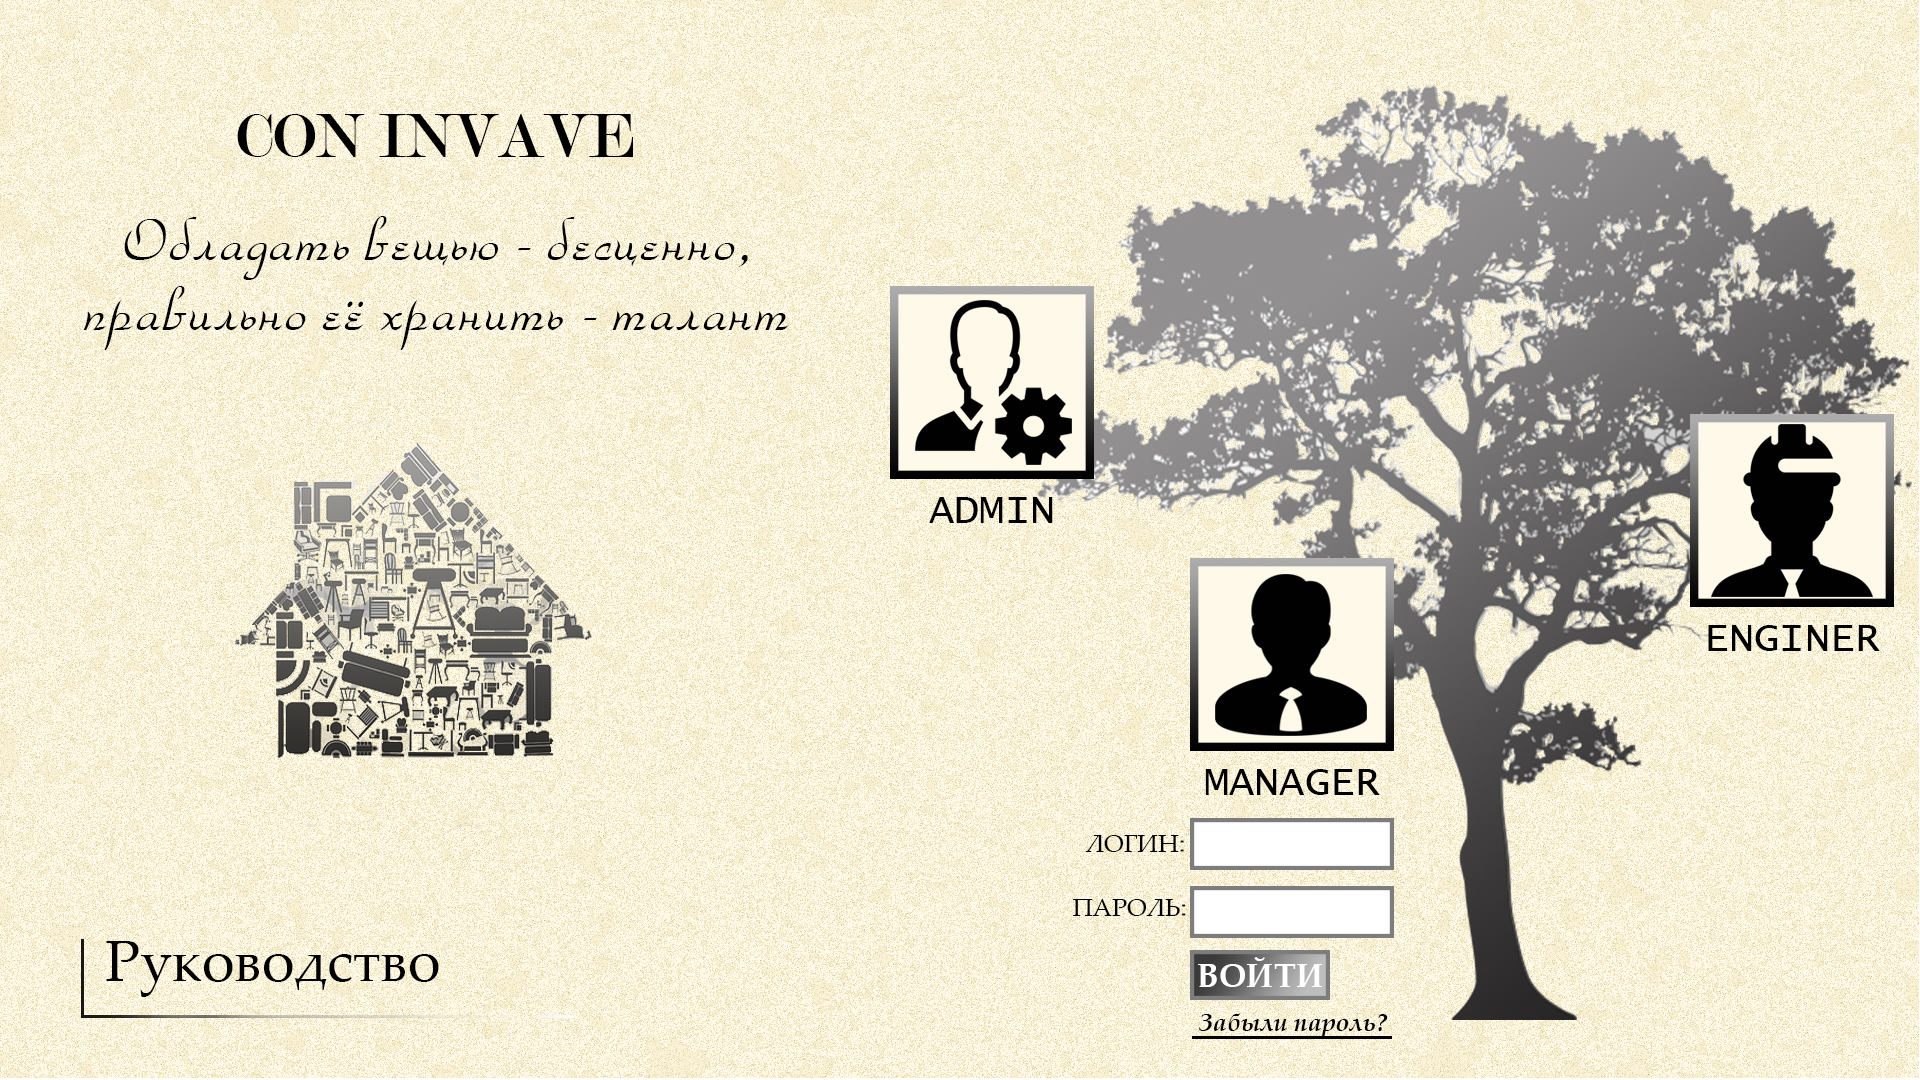 CON INVAVE
Обладать вещью - бесценно,
правильно её хранить - талант
ADMIN
ENGINER
MANAGER
ЛОГИН:
ПАРОЛЬ:
ВОЙТИ
Забыли пароль?
Руководство